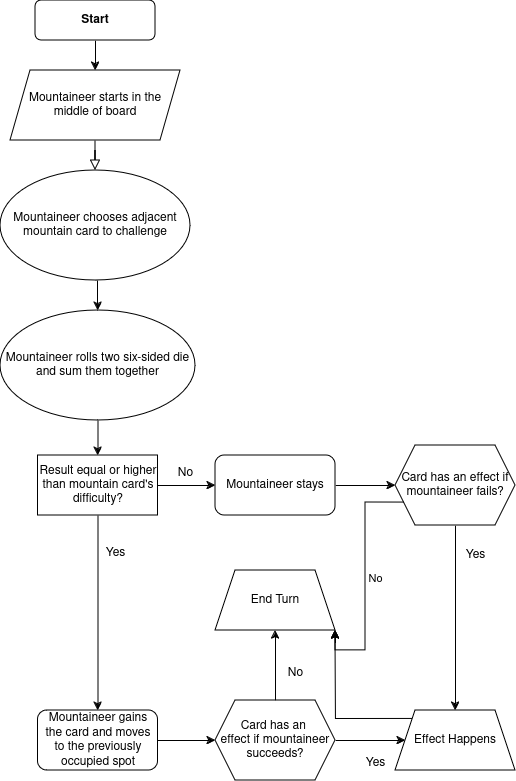 Start
Mountaineer starts in the
middle of board
Mountaineer chooses adjacent
mountain card to challenge
Mountaineer rolls two six-sided die
and sum them together
Result equal or higher
than mountain card's
difficulty?
No
Mountaineer stays
Card has an effect if
mountaineer fails?
Yes
Yes
No
End Turn
No
Mountaineer gains
the card and moves
to the previously
occupied spot
Card has an
effect if mountaineer
succeeds?
Yes
Effect Happens